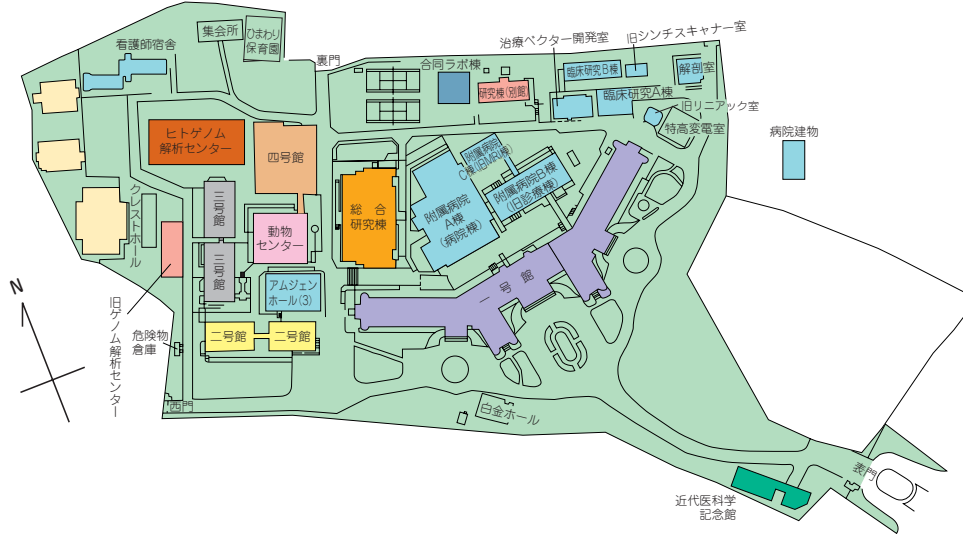 集会所
ひまわり
保育園
看護師宿舎
裏門
合同ラボ棟
治療ベクター開発室
旧シンチスキャナー室
臨床研究B棟
解剖室
研究棟(別館)
臨床研究A棟
旧リニアック室
特高変電室
病院建物
ヒトゲノム
解析センター
四号館
附属病院
C棟(旧MRI棟)
附属病院B棟
(旧診療棟)
附属病院
A棟
(病院棟)
三号館
クレストホール
総合
研究棟
動物
センター
三号館
アムジェン
ホール(3)
一号館
N
旧ゲノム解析センター
危険物
倉庫
二号館
二号館
西門
白金ホール
表門
近代医科学
記念館